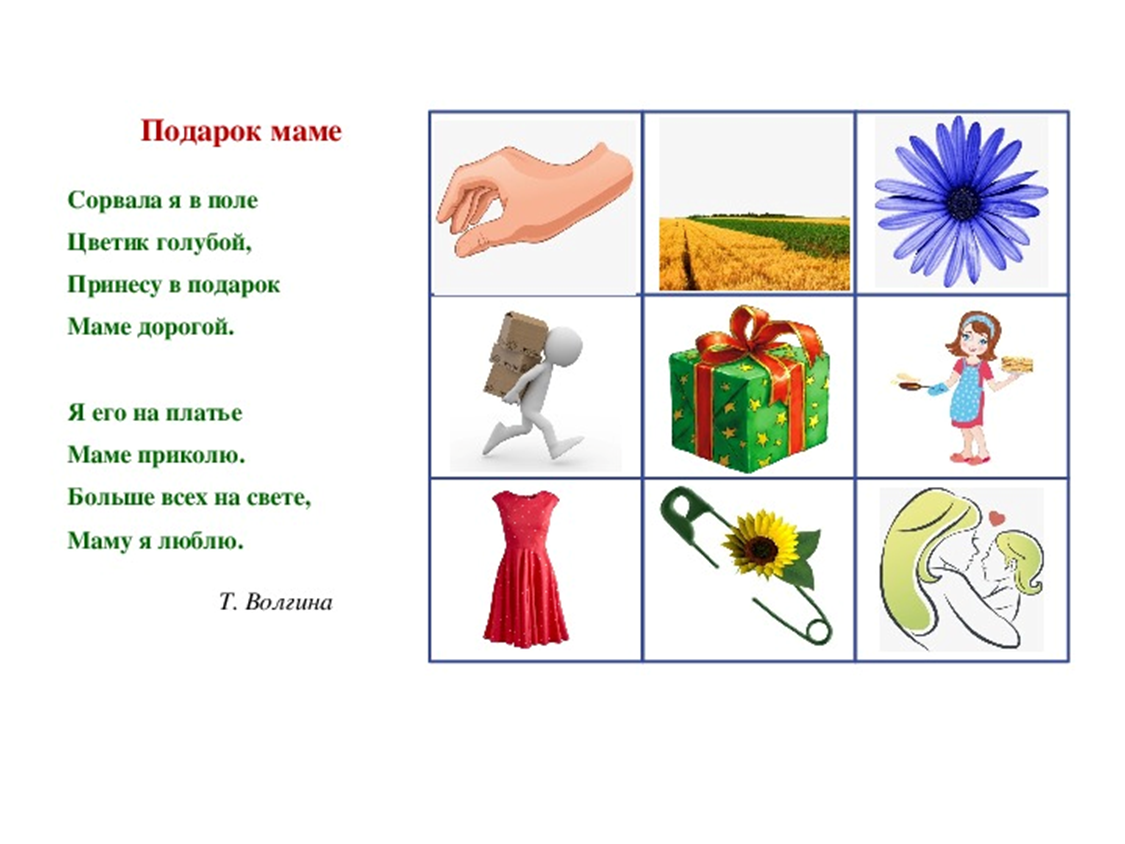 Подарок маме
Сорвала я в поле
Цветик голубой,
Принесу в подарок
Маме дорогой.
Я его на платье
Маме приколю.
Больше всех на свете,
Маму я люблю.
Т. Волгина